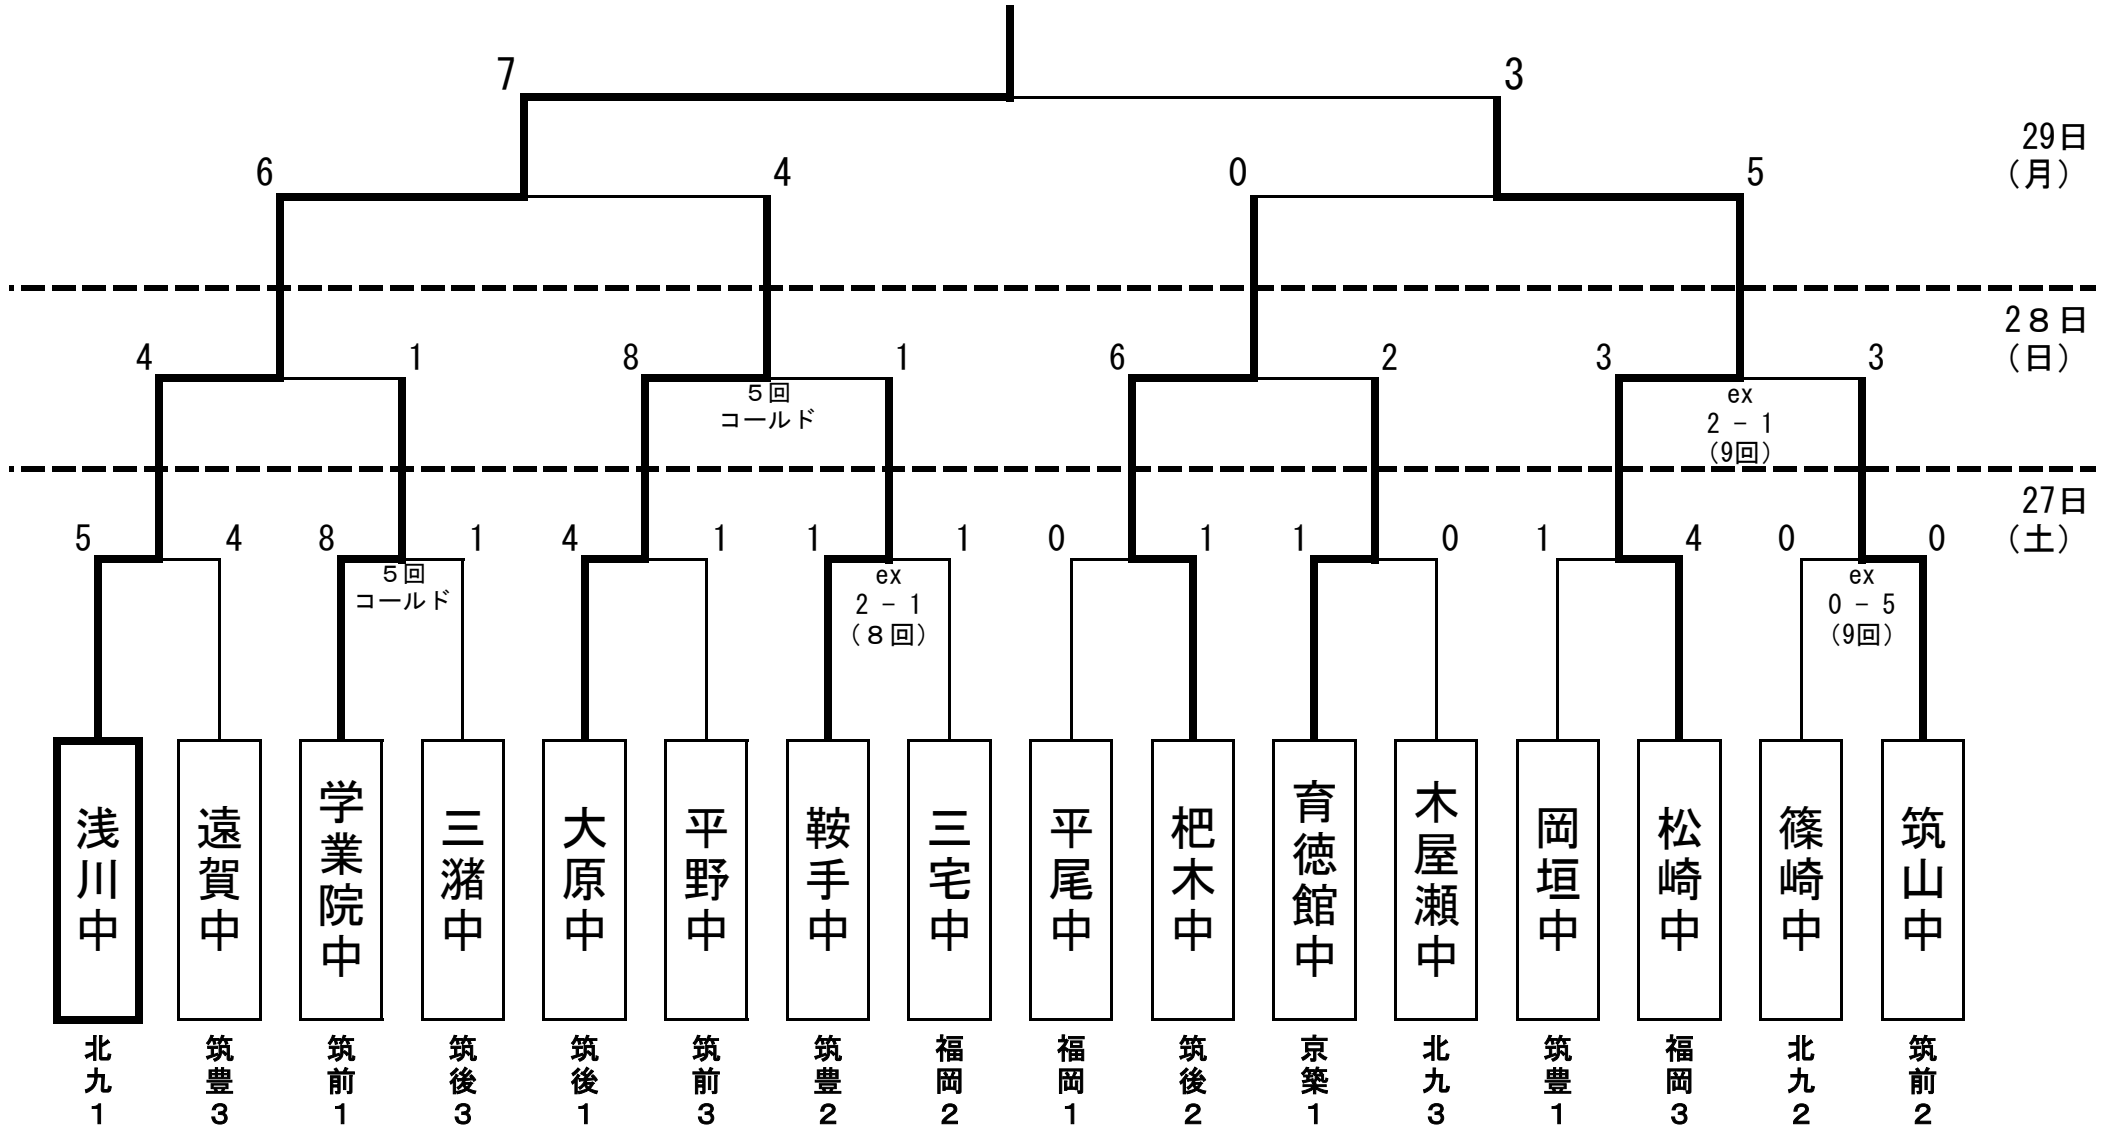 7 3
29日
（月）
6 4 0 5
２８日
（日）
4 1 8 1 6 2 3 3
５回
コールド
ex
2 － 1
（9回）
27日
（土）
5 4 8 1 4 1 1 1 0 1 1 0 1 4 0 0
５回
コールド
ex
2 － 1
（８回）
ex
0 － 5
（9回）
浅川中
遠賀中
学業院中
三潴中
大原中
平野中
鞍手中
三宅中
平尾中
杷木中
育徳館中
木屋瀬中
岡垣中
松崎中
篠崎中
筑山中
北九１
筑豊３
筑前１
筑後３
筑後１
筑前３
筑豊２
福岡２
福岡１
筑後２
京築１
北九３
筑豊１
福岡３
北九２
筑前２